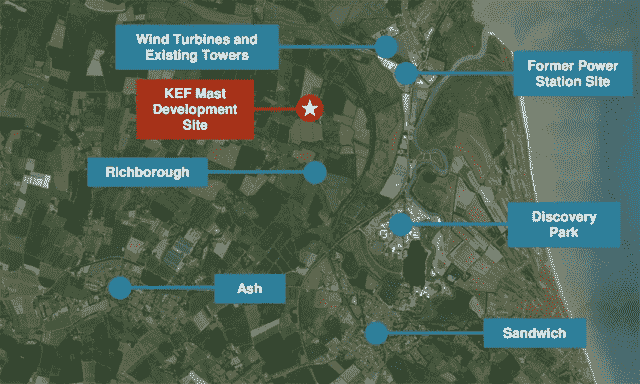 Wind Turbines and
Existing Towers
Former Power
Station Site
KEF Mast
Development
Site
Richborough
Discovery
Park
Ash
Sandwich